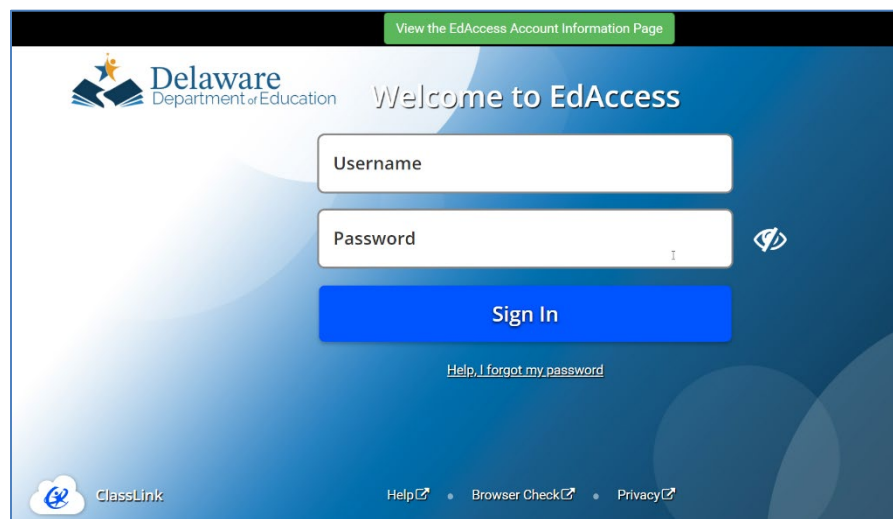 View the EdAccess Account Information Page
Delaware
Department of Education
Welcome to EdAccess
Username
Password
Sign In
Help, I forgot my password
ClassLink
Help • Browser Check • Privacy